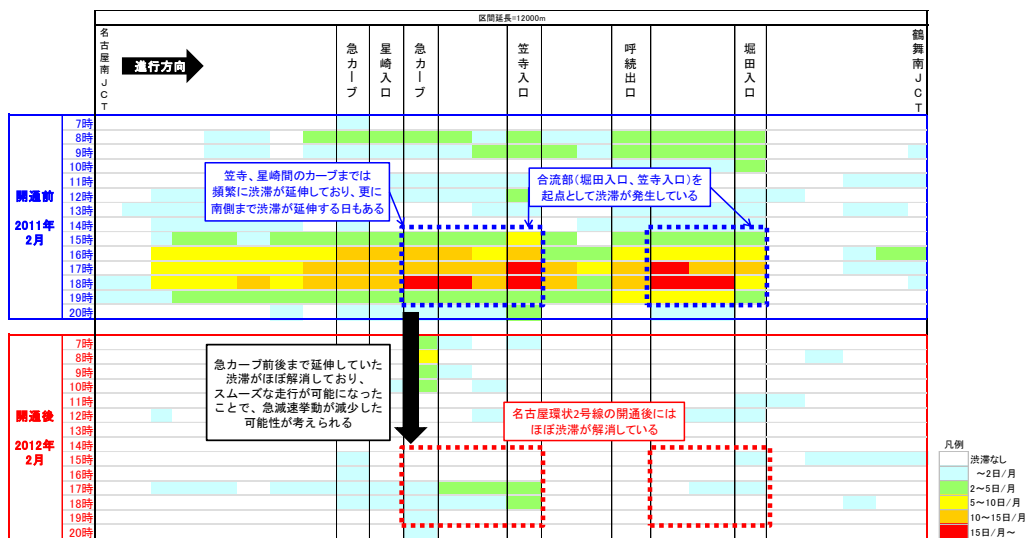 区間延長=12000m
名古屋南JCT
進行方向
急カーブ
星崎入口
急カーブ
笠寺入口
呼続出口
堀田入口
鶴舞南JCT
開通前
2011年
2月
7時
8時
9時
10時
11時
12時
13時
14時
15時
16時
17時
18時
19時
20時
笠寺、星崎間のカーブまでは
頻繁に渋滞が延伸しており、更に
南側まで渋滞が延伸する日もある
合流部(堀田入口、笠寺入口)を
起点として渋滞が発生している
開通後
2012年
2月
7時
8時
9時
10時
11時
12時
13時
14時
15時
16時
17時
18時
19時
20時
急カーブ前後まで延伸していた
渋滞がほぼ解消しており、
スムーズな走行が可能になった
ことで、急減速挙動が減少した
可能性が考えられる
名古屋環状2号線の開通後には
ほぼ渋滞が解消している
凡例
渋滞なし
～2日/月
2～5日/月
5～10日/月
10～15日/月
15日/月～